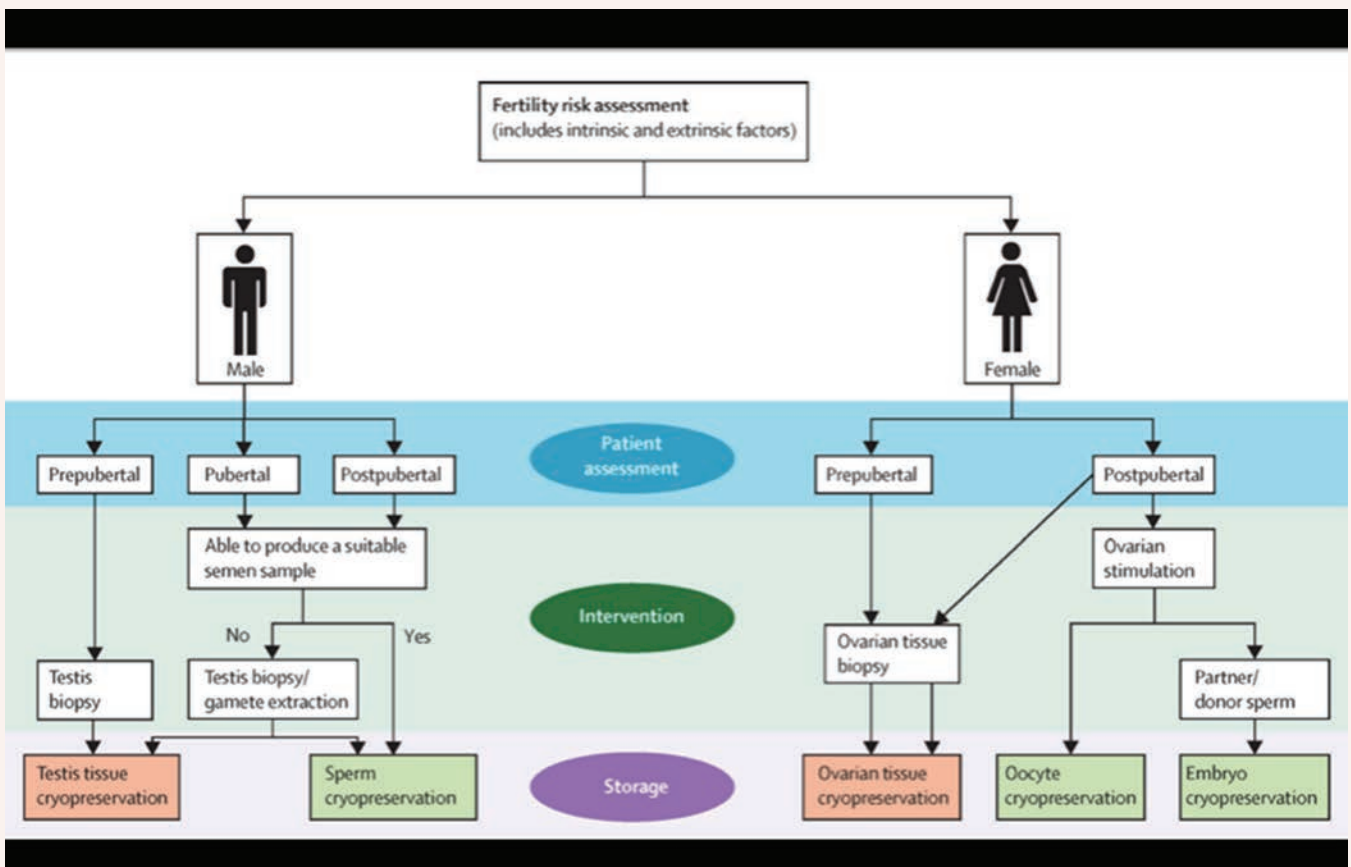 Fertility risk assessment
(includes intrinsic and extrinsic factors)
Male
Female
Patient
assessment
Prepubertal
Pubertal
Postpubertal
Prepubertal
Postpubertal
Able to produce a suitable
semen sample
Ovarian
stimulation
Intervention
No
Yes
Ovarian tissue
biopsy
Testis
biopsy
Testis biopsy/
gamete extraction
Partner/
donor sperm
Testis tissue
cryopreservation
Sperm
cryopreservation
Storage
Ovarian tissue
cryopreservation
Oocyte
cryopreservation
Embryo
cryopreservation